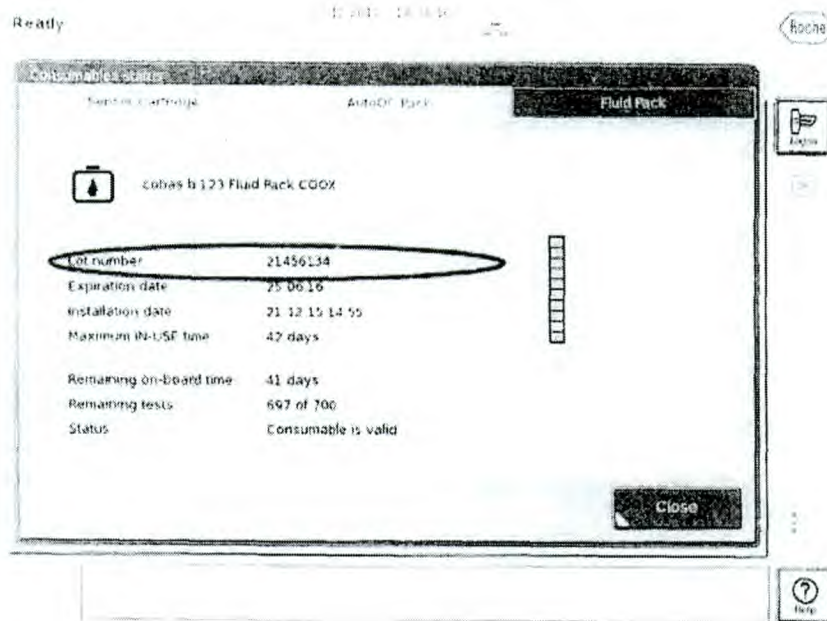 Ready
Roche
Consumables status
Sensor Cartridge AutoQC Pack Fluid Pack
Logon
cobas b 123 Fluid Pack COOX
Lot number 21456134
Expiration date 25.06.16
Installation date 21.12.15 14:55
Maximum IN-USE time 42 days
Remaining on-board time 41 days
Remaining tests 697 of 700
Status Consumable is valid
Close
Help